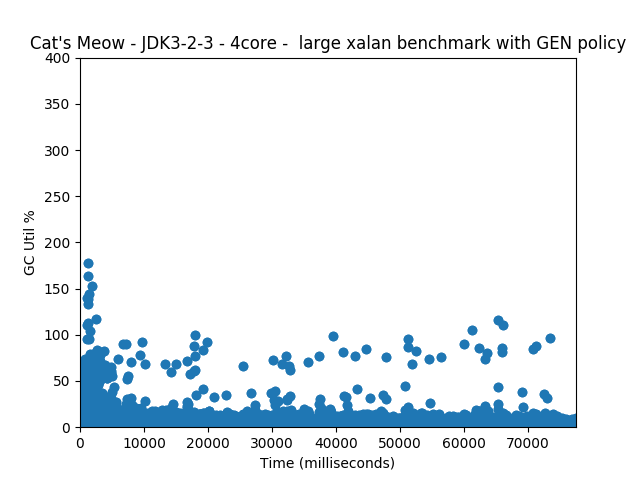 Cat's Meow - JDK3-2-3 - 4core -  large xalan benchmark with GEN policy
400
350
300
250
200
150
100
50
0
GC Util %
0 10000 20000 30000 40000 50000 60000 70000
Time (milliseconds)